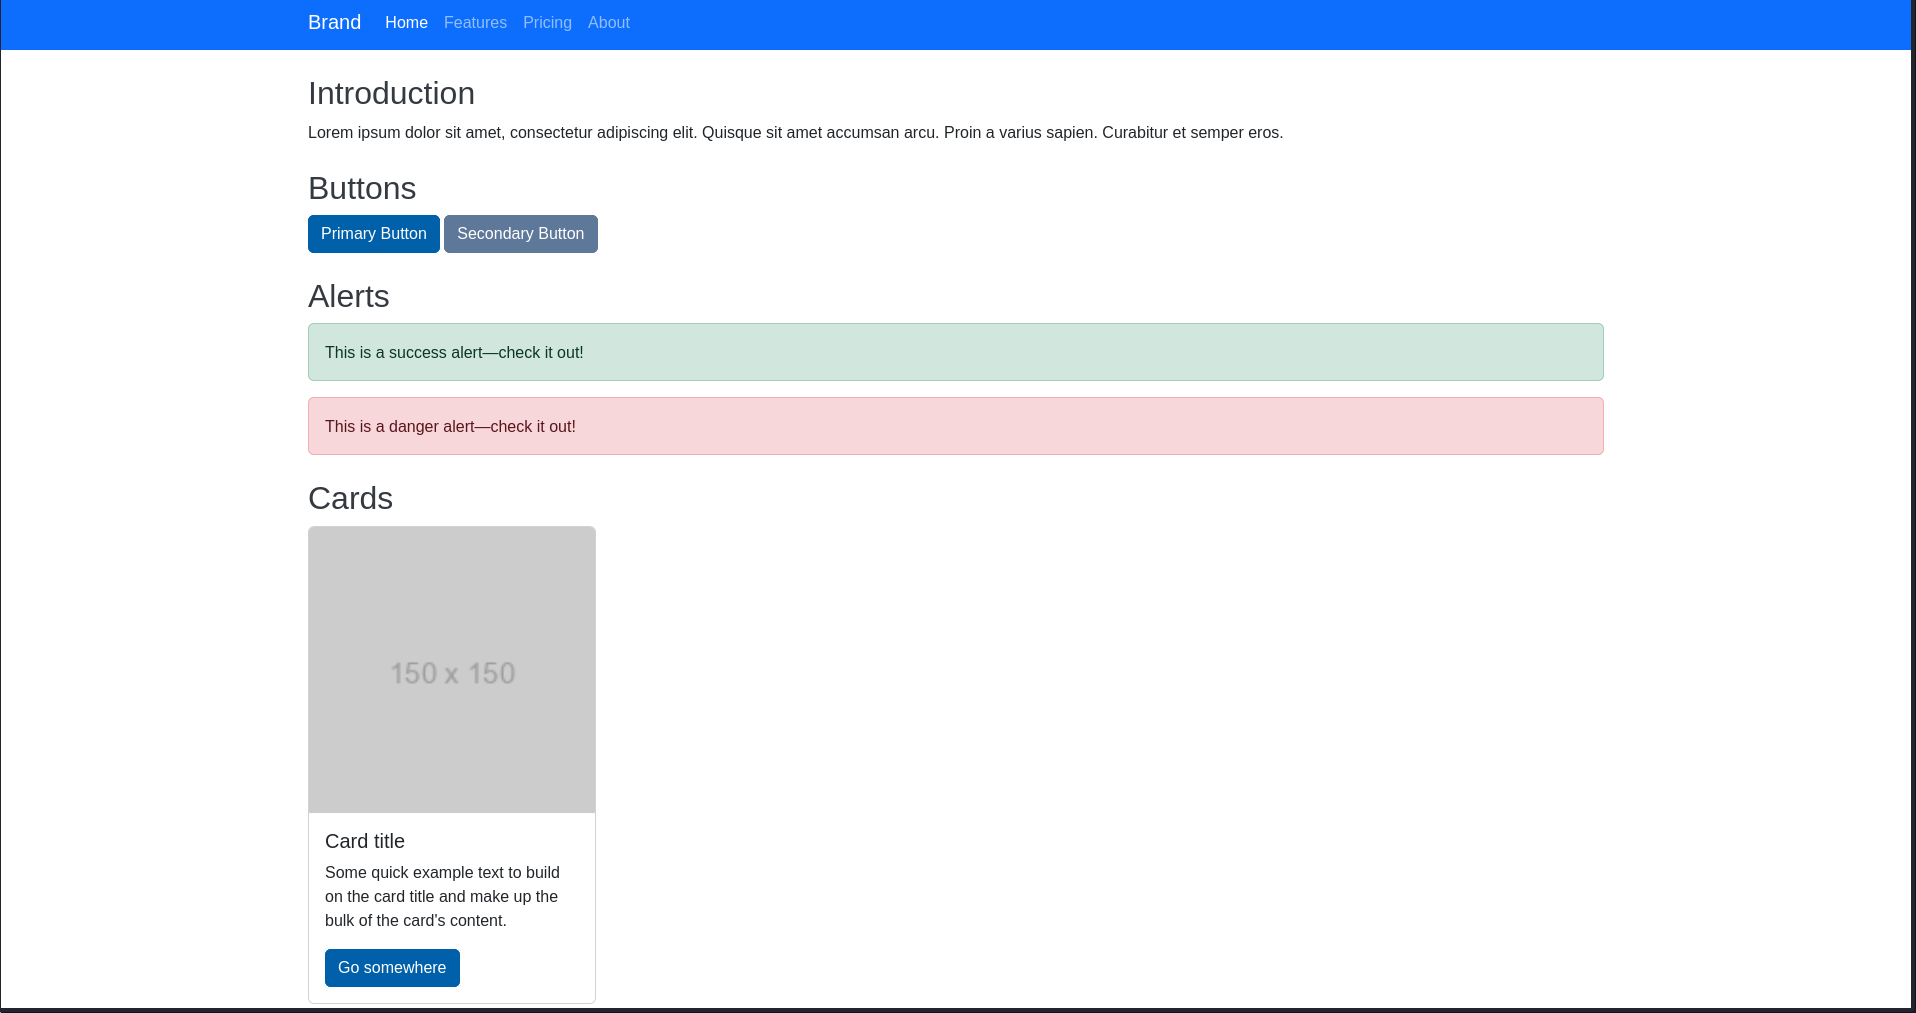 Brand Home Features Pricing About
Introduction
Lorem ipsum dolor sit amet, consectetur adipiscing elit. Quisque sit amet accumsan arcu. Proin a varius sapien. Curabitur et semper eros.
Buttons
Primary Button Secondary Button
Alerts
This is a success alert—check it out!
This is a danger alert—check it out!
Cards
150 x 150
Card title
Some quick example text to build
on the card title and make up the
bulk of the card's content.
Go somewhere